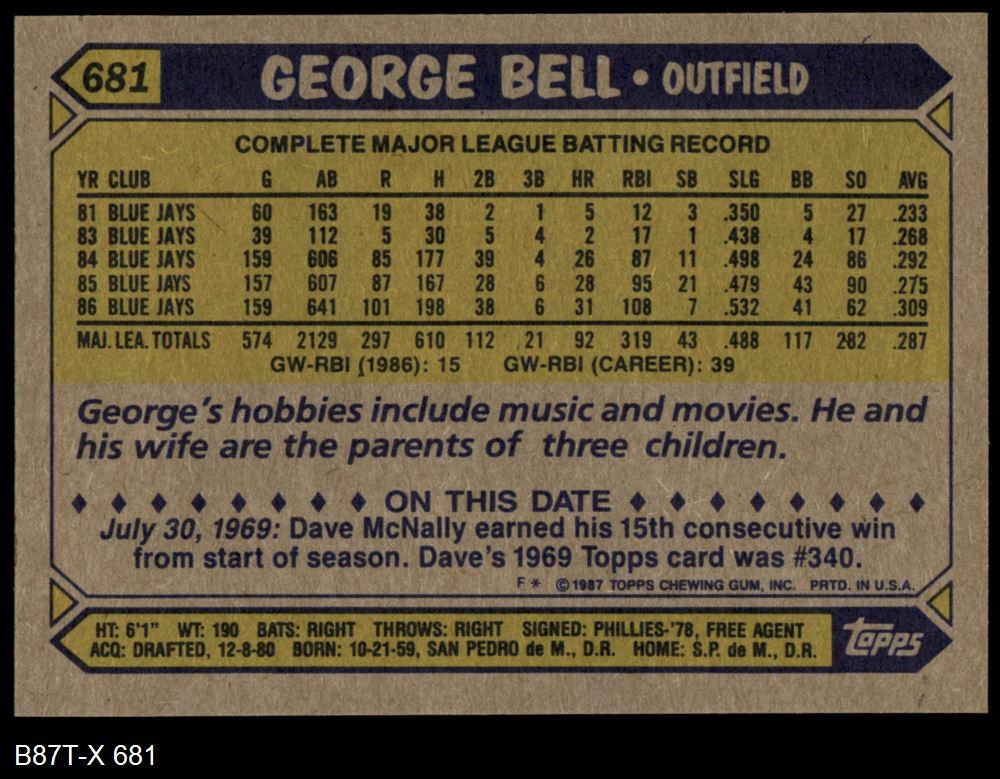 681 GEORGE BELL • OUTFIELD
COMPLETE MAJOR LEAGUE BATTING RECORD
YR CLUB G AB R H 2B 3B HR RBI SB SLG BB SO AVG
81 BLUE JAYS 60 163 19 38 2 1 5 12 3 .350 5 27 .233
83 BLUE JAYS 39 112 5 30 5 4 2 17 1 .438 4 17 .268
84 BLUE JAYS 159 606 85 177 39 4 26 87 11 .498 24 86 .292
85 BLUE JAYS 157 607 87 167 28 6 28 95 21 .479 43 90 .275
86 BLUE JAYS 159 641 101 198 38 6 31 108 7 .532 41 62 .309
MAJ. LEA. TOTALS 574 2129 297 610 112 21 92 319 43 .488 117 282 .287
GW-RBI (1986): 15 GW-RBI (CAREER): 39
George's hobbies include music and movies. He and
his wife are the parents of three children.
♦ ♦ ♦ ♦ ♦ ♦ ♦ ♦ ON THIS DATE ♦ ♦ ♦ ♦ ♦ ♦ ♦ ♦
July 30, 1969: Dave McNally earned his 15th consecutive win
from start of season. Dave's 1969 Topps card was #340.
F * © 1987 TOPPS CHEWING GUM, INC. PRTD. IN U.S.A.
HT: 6'1" WT: 190 BATS: RIGHT THROWS: RIGHT SIGNED: PHILLIES-'78, FREE AGENT
ACQ: DRAFTED, 12-8-80 BORN: 10-21-59, SAN PEDRO de M., D.R. HOME: S.P. de M., D.R.
topps
B87T-X 681